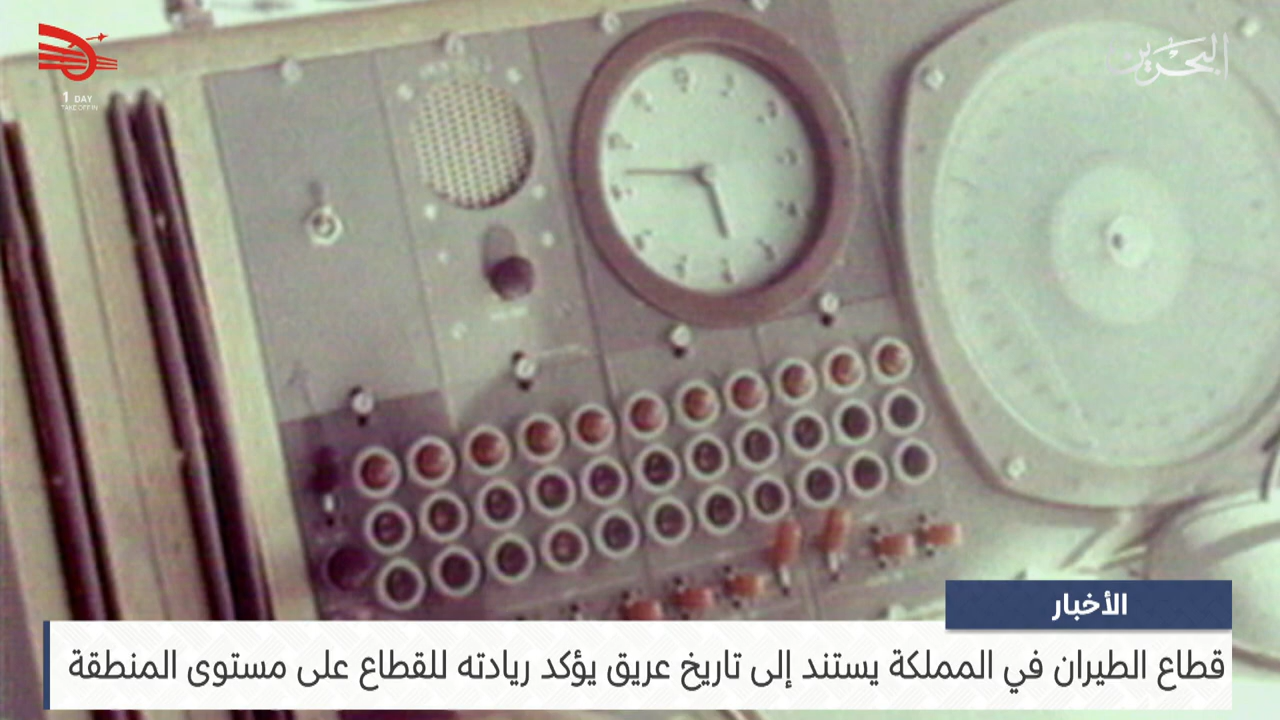 1 DAY
TAKE OFF IN
البحرين
الأخبار
قطاع الطيران في المملكة يستند إلى تاريخ عريق يؤكد ريادته للقطاع على مستوى المنطقة